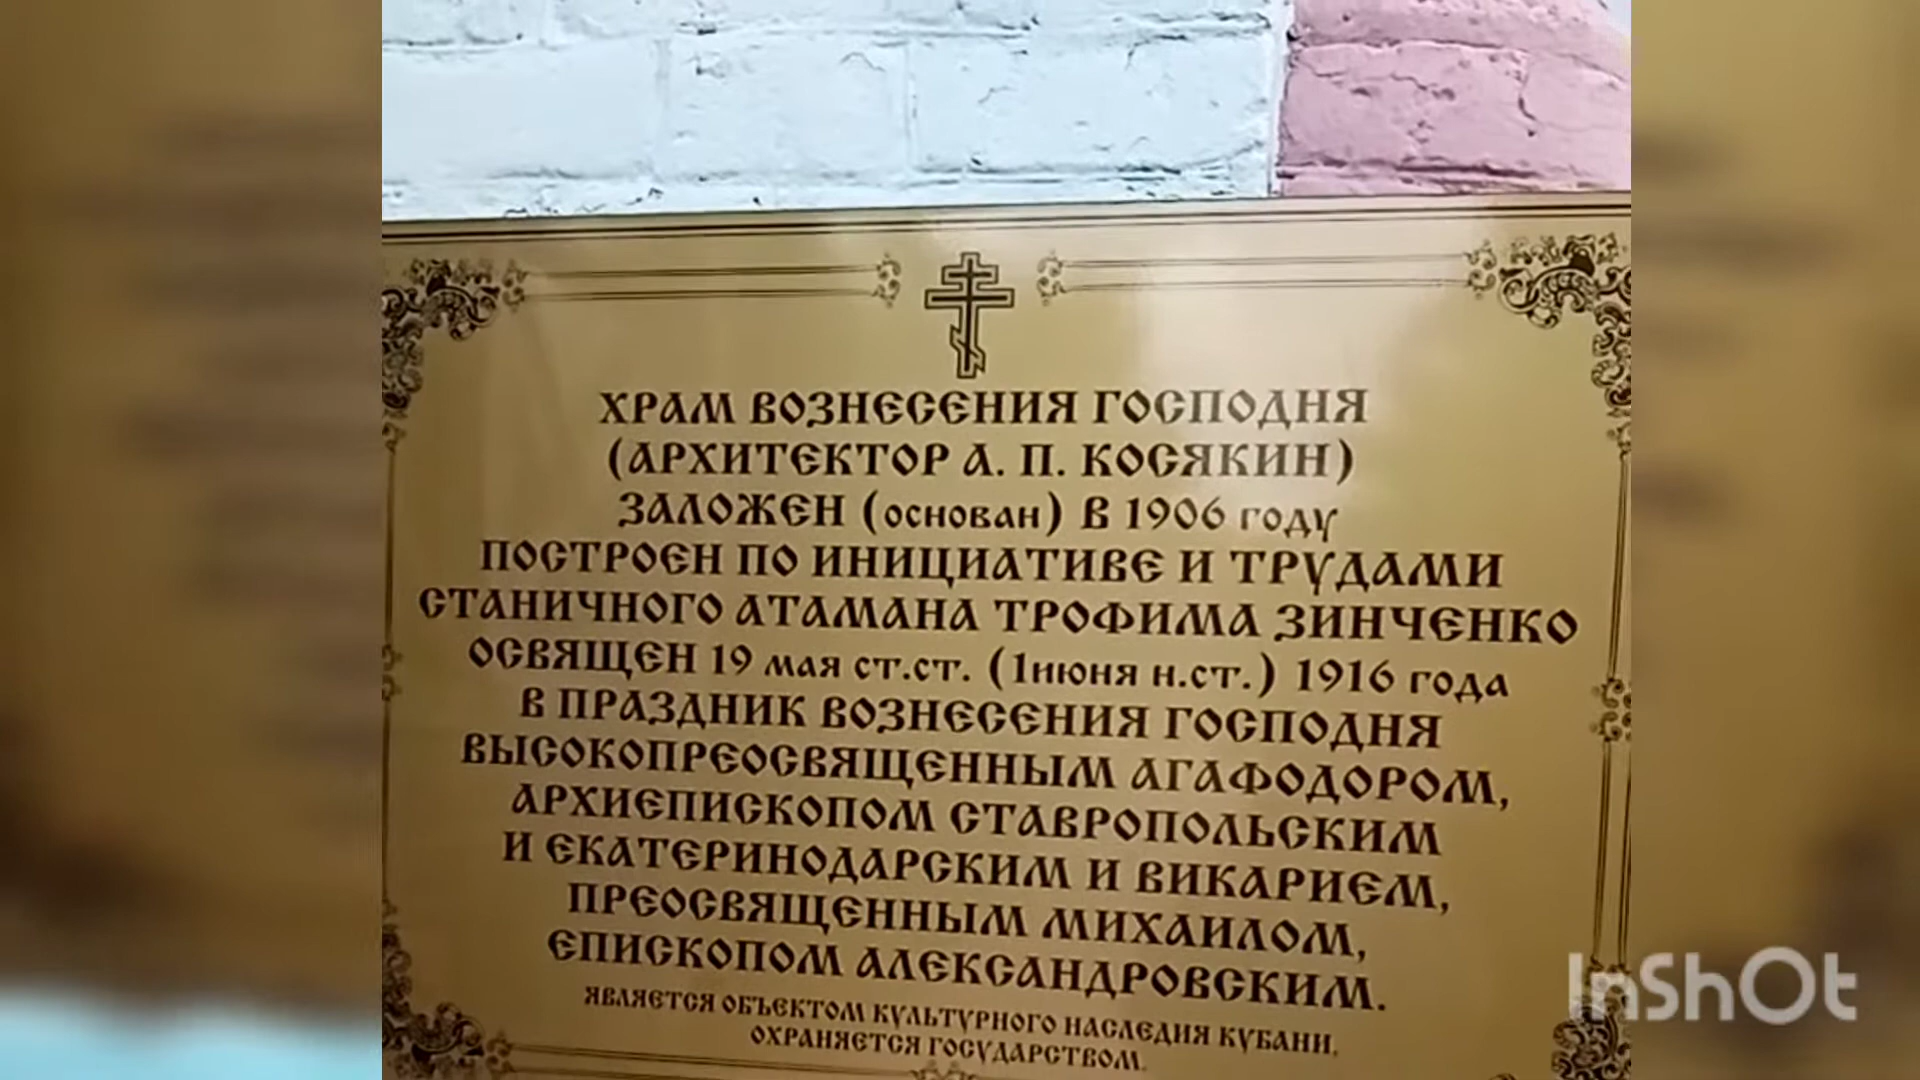 ХРАМ ВОЗНЕСЕНИЯ ГОСПОДНЯ
(АРХИТЕКТОР А. П. КОСЯКИН)
ЗАЛОЖЕН (основан) В 1906 году
ПОСТРОЕН ПО ИНИЦИАТИВЕ И ТРУДАМИ
СТАНИЧНОГО АТАМАНА ТРОФИМА ЗИНЧЕНКО
ОСВЯЩЕН 19 мая ст.ст. (1июня н.ст.) 1916 года
В ПРАЗДНИК ВОЗНЕСЕНИЯ ГОСПОДНЯ
ВЫСОКОПРЕОСВЯЩЕННЫМ АГАФОДОРОМ,
АРХИЕПИСКОПОМ СТАВРОПОЛЬСКИМ
И ЕКАТЕРИНОДАРСКИМ И ВИКАРИЕМ,
ПРЕОСВЯЩЕННЫМ МИХАИЛОМ,
ЕПИСКОПОМ АЛЕКСАНДРОВСКИМ.
ЯВЛЯЕТСЯ ОБЪЕКТОМ КУЛЬТУРНОГО НАСЛЕДИЯ КУБАНИ.
ОХРАНЯЕТСЯ ГОСУДАРСТВОМ.
InShOt